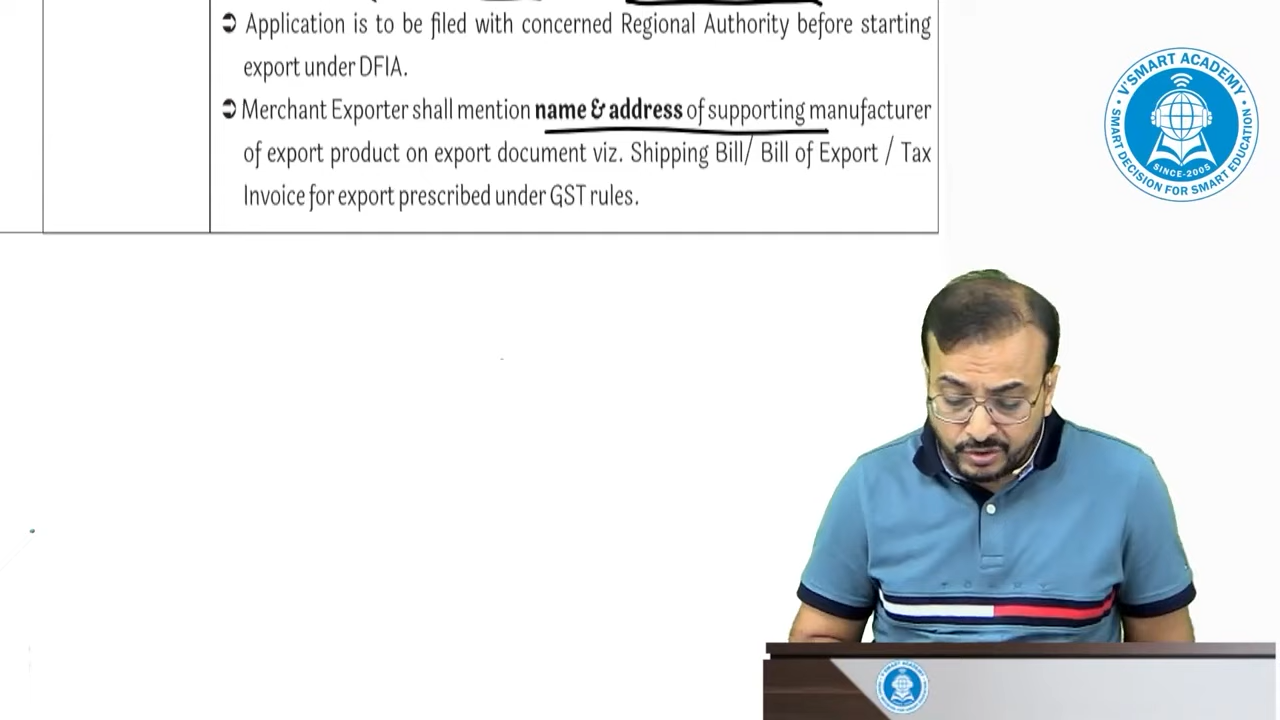 ➲ Application is to be filed with concerned Regional Authority before starting
export under DFIA.
➲ Merchant Exporter shall mention name & address of supporting manufacturer
of export product on export document viz. Shipping Bill/ Bill of Export / Tax
Invoice for export prescribed under GST rules.
V'SMART ACADEMY
SINCE-2005
SMART DECISION FOR SMART EDUCATION
V'SMART ACADEMY